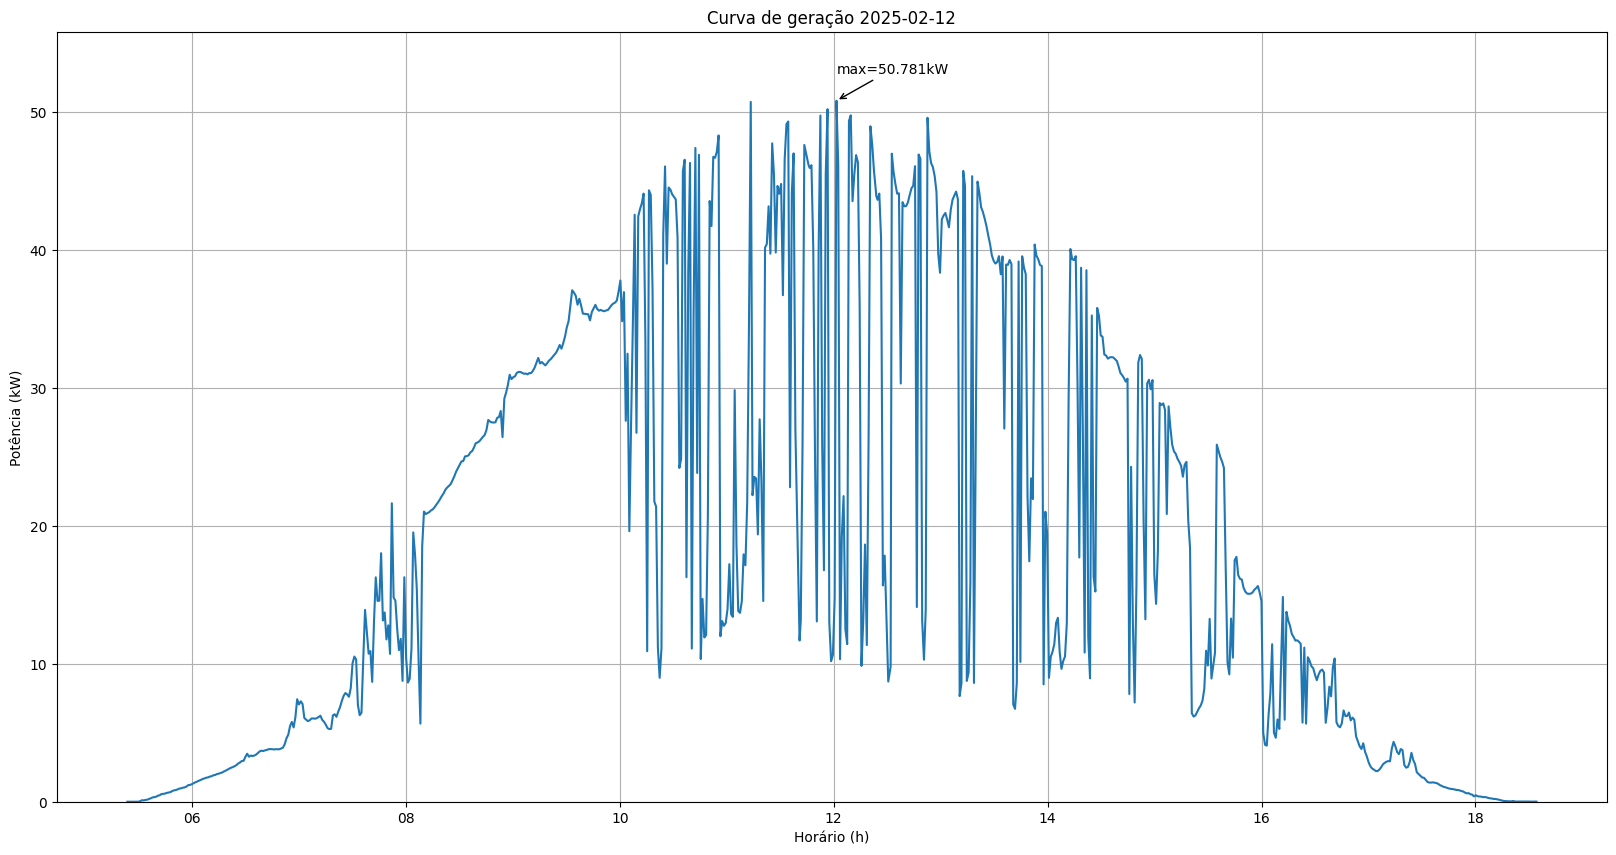 Curva de geração 2025-02-12
max=50.781kW
50
40
30
20
10
0
Potência (kW)
06 08 10 12 14 16 18
Horário (h)